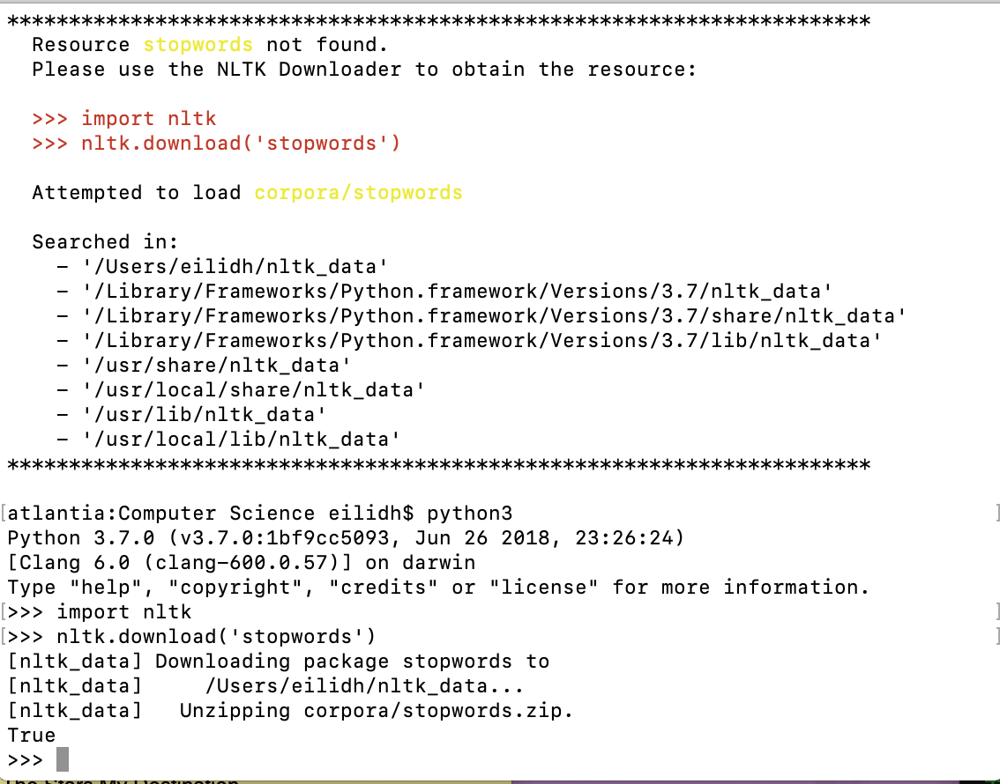 **********************************************************************
  Resource stopwords not found.
  Please use the NLTK Downloader to obtain the resource:

  >>> import nltk
  >>> nltk.download('stopwords')

  Attempted to load corpora/stopwords

  Searched in:
    - '/Users/eilidh/nltk_data'
    - '/Library/Frameworks/Python.framework/Versions/3.7/nltk_data'
    - '/Library/Frameworks/Python.framework/Versions/3.7/share/nltk_data'
    - '/Library/Frameworks/Python.framework/Versions/3.7/lib/nltk_data'
    - '/usr/share/nltk_data'
    - '/usr/local/share/nltk_data'
    - '/usr/lib/nltk_data'
    - '/usr/local/lib/nltk_data'
**********************************************************************

[atlantia:Computer Science eilidh$ python3 ]
Python 3.7.0 (v3.7.0:1bf9cc5093, Jun 26 2018, 23:26:24)
[Clang 6.0 (clang-600.0.57)] on darwin
Type "help", "copyright", "credits" or "license" for more information.
[>>> import nltk ]
[>>> nltk.download('stopwords') ]
[nltk_data] Downloading package stopwords to
[nltk_data]     /Users/eilidh/nltk_data...
[nltk_data]   Unzipping corpora/stopwords.zip.
True
>>>
The Stars My Destination